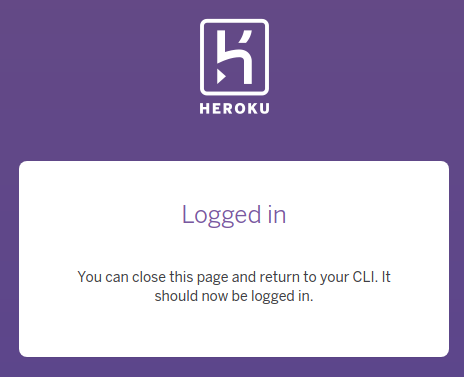 HEROKU
Logged in
You can close this page and return to your CLI. It
should now be logged in.